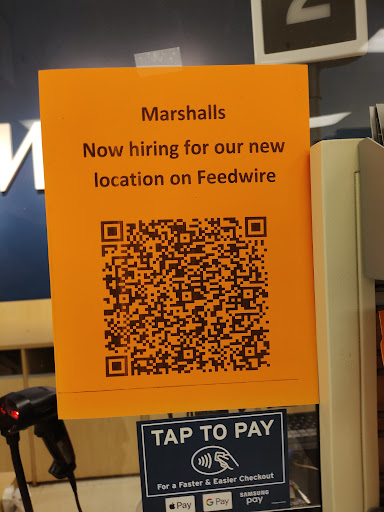 2
N
Marshalls
Now hiring for our new
location on Feedwire
TAP TO PAY
For a Faster & Easier Checkout
Pay
G Pay
SAMSUNG
pay